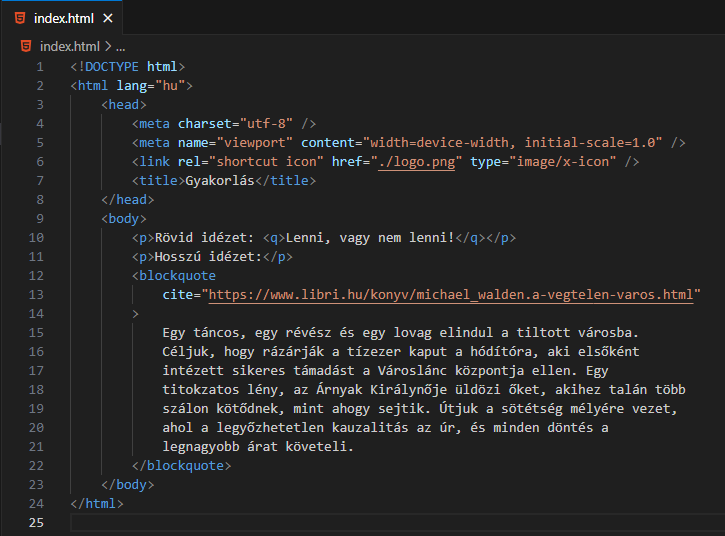 index.html ×
index.html > ...
1 <!DOCTYPE html>
2 <html lang="hu">
3     <head>
4         <meta charset="utf-8" />
5         <meta name="viewport" content="width=device-width, initial-scale=1.0" />
6         <link rel="shortcut icon" href="./logo.png" type="image/x-icon" />
7         <title>Gyakorlás</title>
8     </head>
9     <body>
10         <p>Rövid idézet: <q>Lenni, vagy nem lenni!</q></p>
11         <p>Hosszú idézet:</p>
12         <blockquote
13             cite="https://www.libri.hu/konyv/michael_walden.a-vegtelen-varos.html"
14         >
15             Egy táncos, egy révész és egy lovag elindul a tiltott városba.
16             Céljuk, hogy rázárják a tízezer kaput a hódítóra, aki elsőként
17             intézett sikeres támadást a Városlánc központja ellen. Egy
18             titokzatos lény, az Árnyak Királynője üldözi őket, akihez talán több
19             szálon kötődnek, mint ahogy sejtik. Útjuk a sötétség mélyére vezet,
20             ahol a legyőzhetetlen kauzalitás az úr, és minden döntés a
21             legnagyobb árat követeli.
22         </blockquote>
23     </body>
24 </html>
25